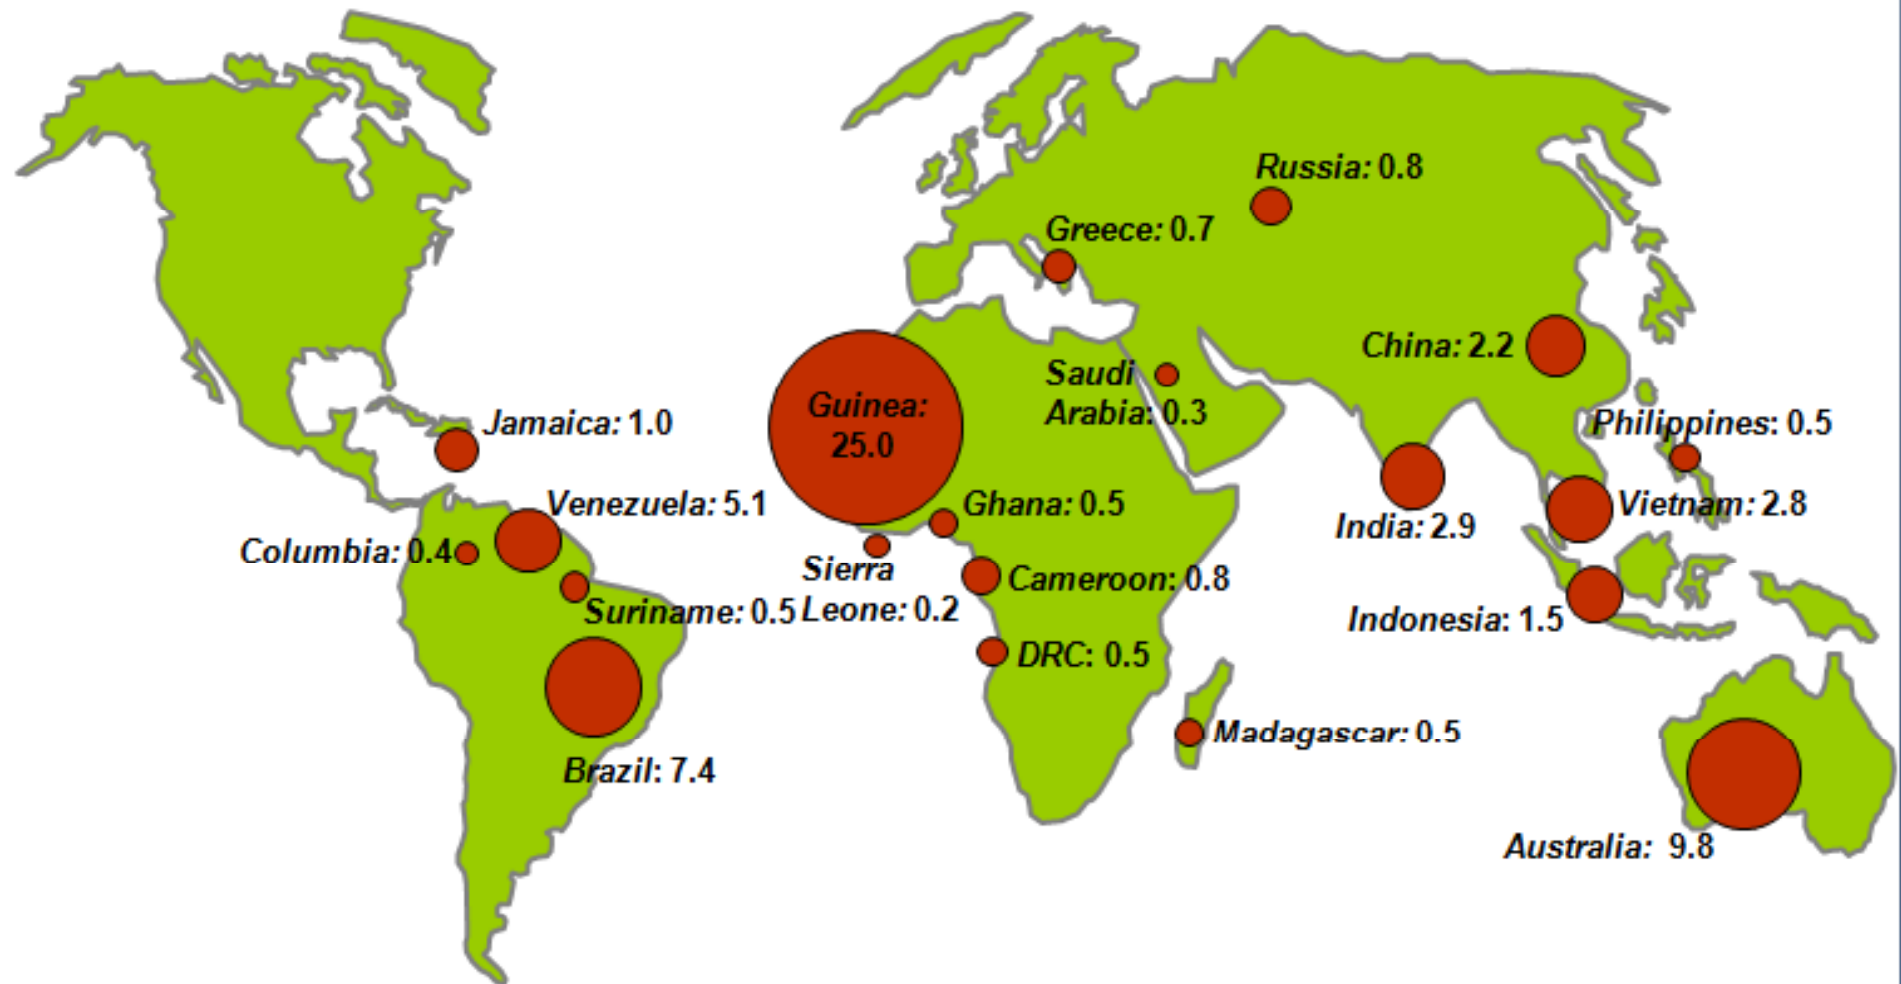 Russia: 0.8
Greece: 0.7
China: 2.2
Saudi
Arabia: 0.3
Guinea:
25.0
Jamaica: 1.0
Philippines: 0.5
Venezuela: 5.1
Ghana: 0.5
Vietnam: 2.8
India: 2.9
Columbia: 0.4
Sierra
Leone: 0.2
Cameroon: 0.8
Suriname: 0.5
Indonesia: 1.5
DRC: 0.5
Madagascar: 0.5
Brazil: 7.4
Australia: 9.8